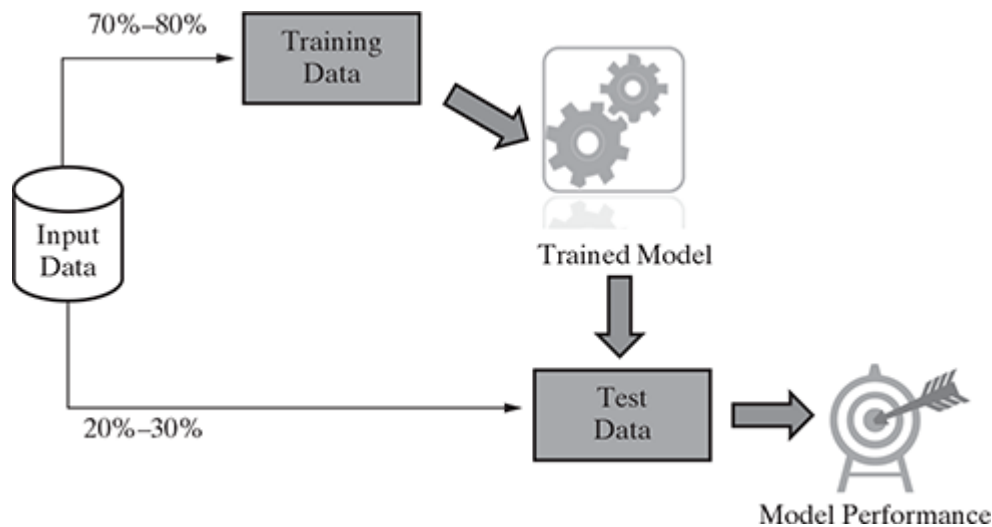 70%–80%
Training
Data
Input
Data
Trained Model
20%–30%
Test
Data
Model Performance